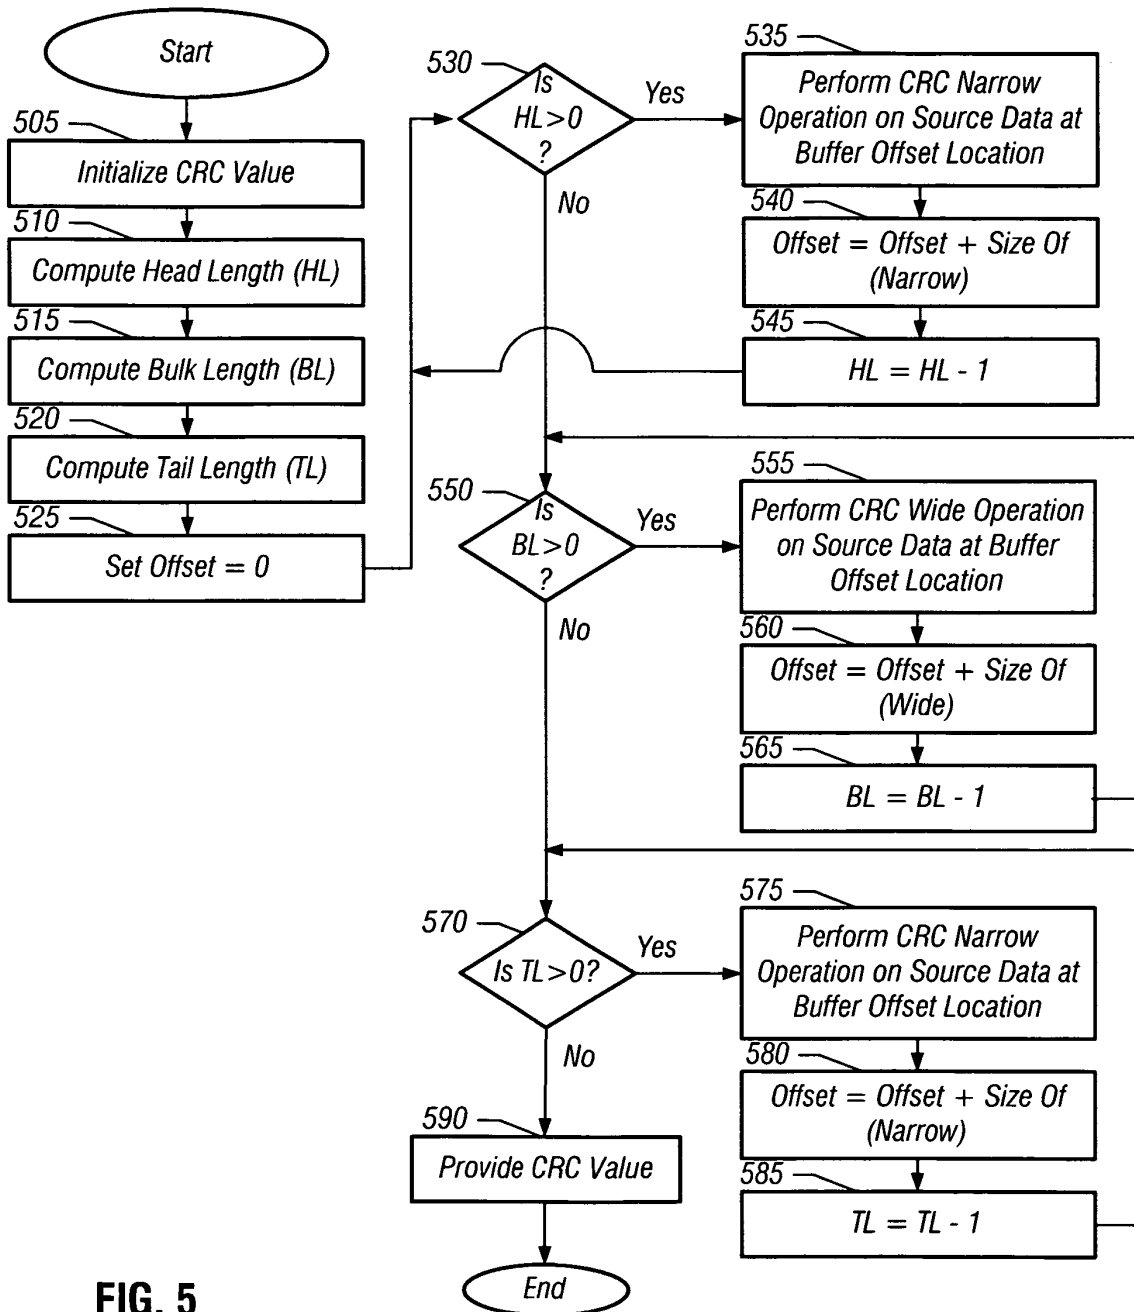 Start
505
Initialize CRC Value
510
Compute Head Length (HL)
515
Compute Bulk Length (BL)
520
Compute Tail Length (TL)
525
Set Offset = 0
530
Is
HL>0
?
Yes
No
535
Perform CRC Narrow
Operation on Source Data at
Buffer Offset Location
540
Offset = Offset + Size Of
(Narrow)
545
HL = HL - 1
550
Is
BL>0
?
Yes
No
555
Perform CRC Wide Operation
on Source Data at Buffer
Offset Location
560
Offset = Offset + Size Of
(Wide)
565
BL = BL - 1
570
Is TL>0?
Yes
No
575
Perform CRC Narrow
Operation on Source Data at
Buffer Offset Location
580
Offset = Offset + Size Of
(Narrow)
585
TL = TL - 1
590
Provide CRC Value
End
FIG. 5